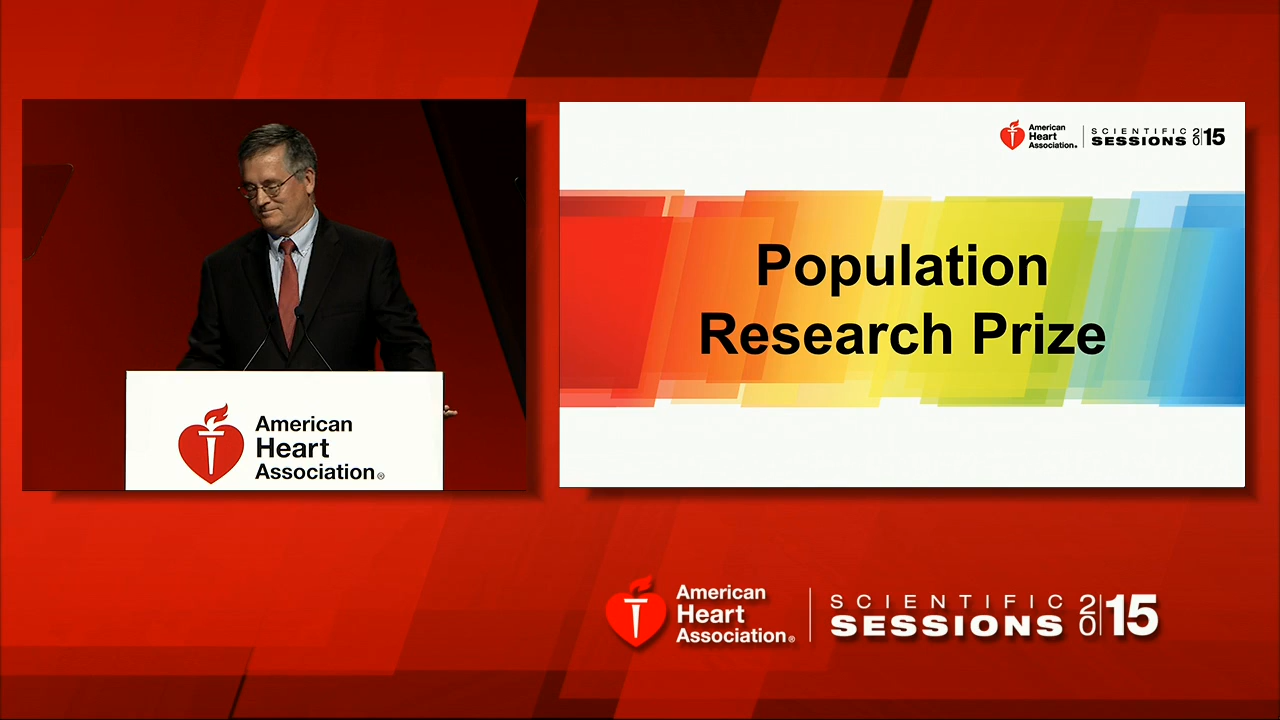 American
Heart
Association®
American
Heart
Association®
SCIENTIFIC
SESSIONS
2015
Population
Research Prize
American
Heart
Association®
SCIENTIFIC
SESSIONS
2015